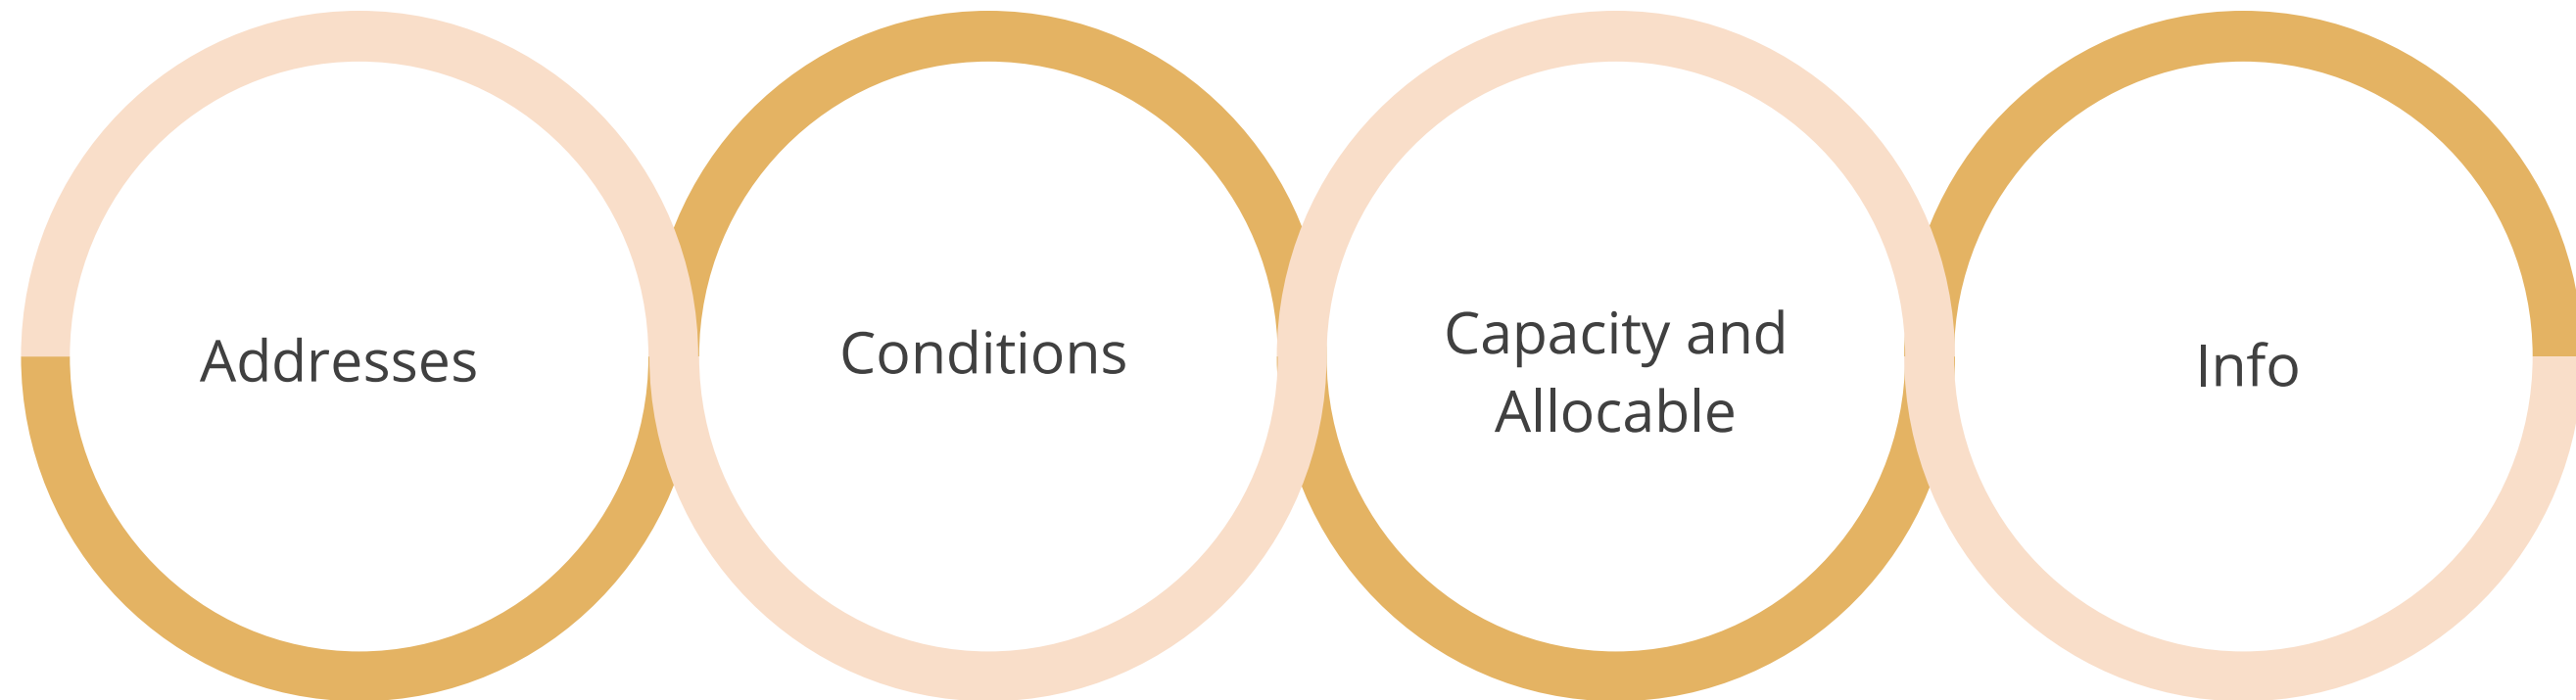 Addresses
Conditions
Capacity and
Allocable
Info